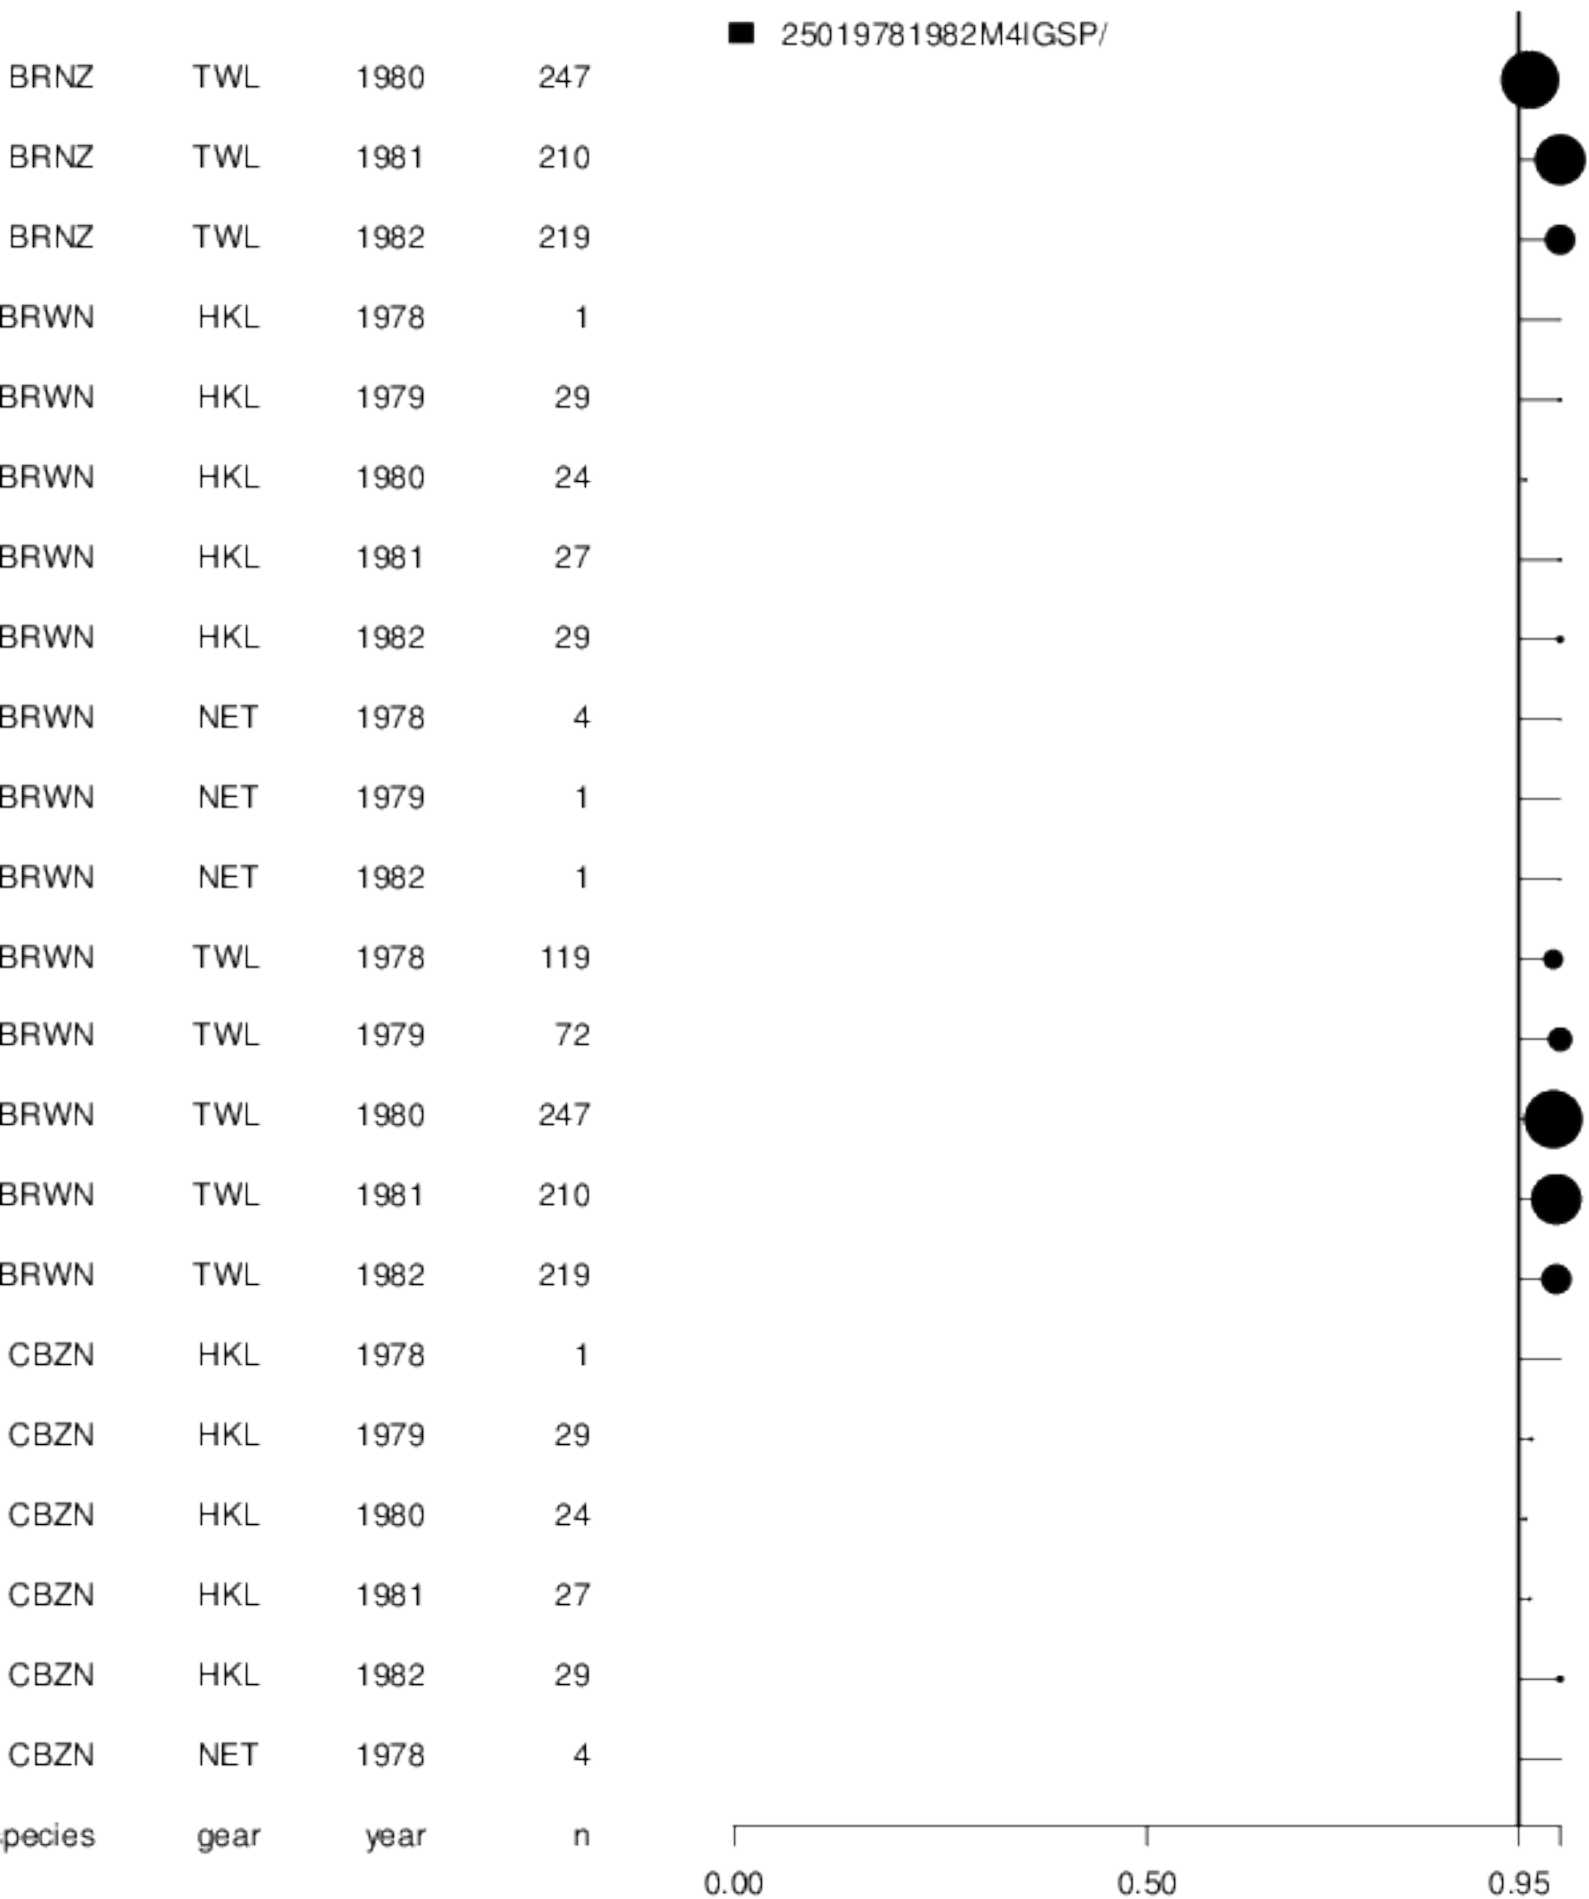 25019781982M4IGSP/
BRNZ TWL 1980 247
BRNZ TWL 1981 210
BRNZ TWL 1982 219
BRWN HKL 1978 1
BRWN HKL 1979 29
BRWN HKL 1980 24
BRWN HKL 1981 27
BRWN HKL 1982 29
BRWN NET 1978 4
BRWN NET 1979 1
BRWN NET 1982 1
BRWN TWL 1978 119
BRWN TWL 1979 72
BRWN TWL 1980 247
BRWN TWL 1981 210
BRWN TWL 1982 219
CBZN HKL 1978 1
CBZN HKL 1979 29
CBZN HKL 1980 24
CBZN HKL 1981 27
CBZN HKL 1982 29
CBZN NET 1978 4
pecies gear year n
0.00 0.50 0.95